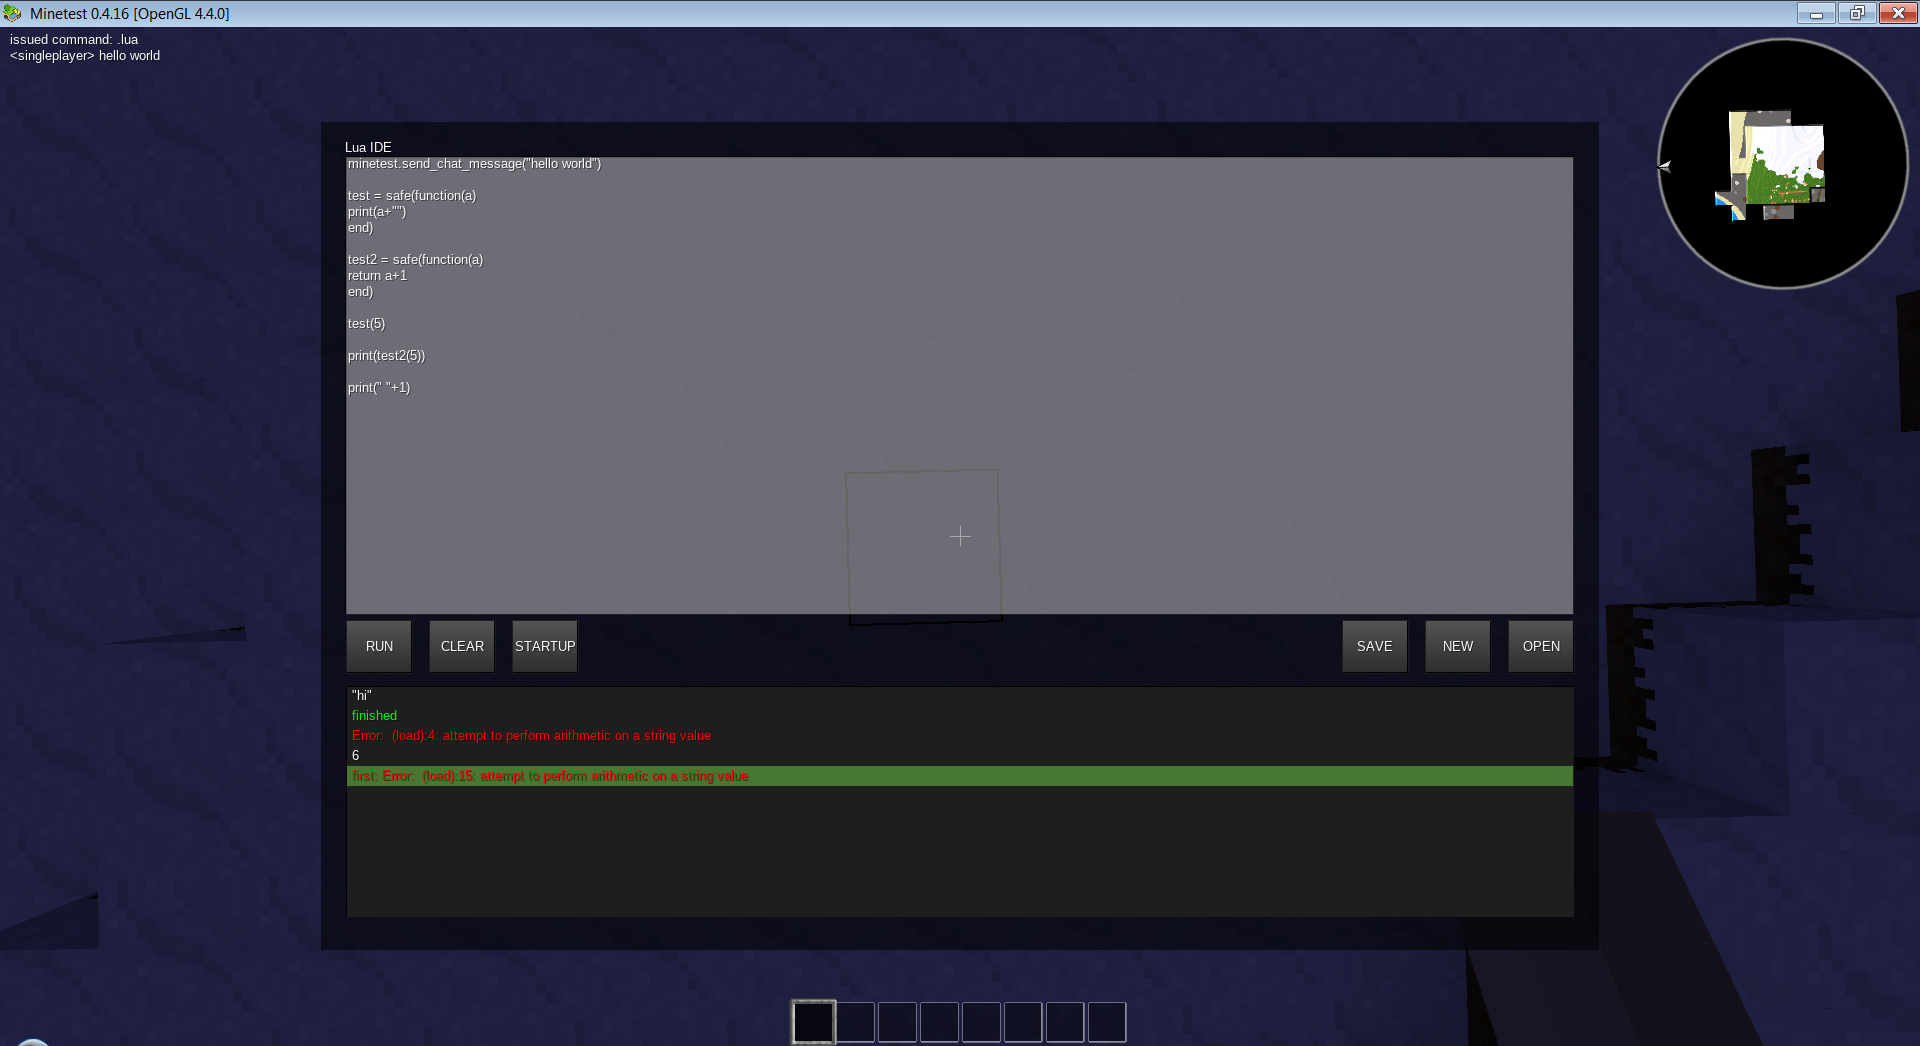 Minetest 0.4.16 [OpenGL 4.4.0]
issued command: .lua
<singleplayer> hello world
Lua IDE
minetest.send_chat_message("hello world")
test = safe(function(a)
print(a+"")
end)
test2 = safe(function(a)
return a+1
end)
test(5)
print(test2(5))
print(" "+1)
RUN CLEAR STARTUP SAVE NEW OPEN
"hi"
finished
Error:  (load):4: attempt to perform arithmetic on a string value
6
first: Error:  (load):15: attempt to perform arithmetic on a string value